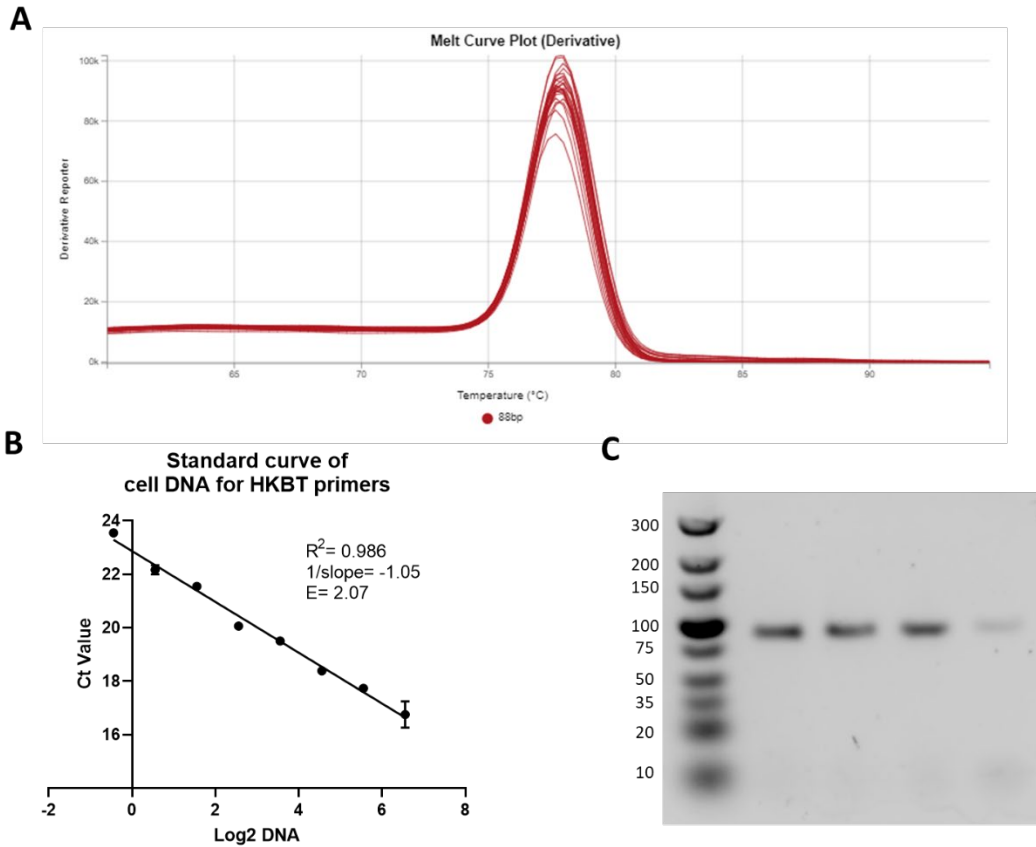 A
Melt Curve Plot (Derivative)
100k
80k
60k
40k
20k
0k
Derivative Reporter
65
70
75
80
85
90
Temperature (°C)
88bp
B
Standard curve of
cell DNA for HKBT primers
R²= 0.986
1/slope= -1.05
E= 2.07
24
22
20
18
16
Ct Value
-2
0
2
4
6
8
Log2 DNA
C
300
200
150
100
75
50
35
20
10